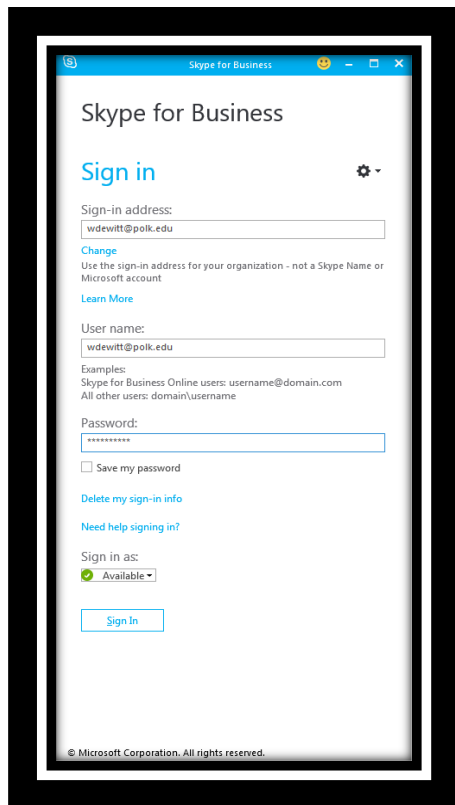 Skype for Business
Skype for Business
Sign in
Sign-in address:
wdewitt@polk.edu
Change
Use the sign-in address for your organization - not a Skype Name or
Microsoft account
Learn More
User name:
wdewitt@polk.edu
Examples:
Skype for Business Online users: username@domain.com
All other users: domain\username
Password:
**********
Save my password
Delete my sign-in info
Need help signing in?
Sign in as:
Available
Sign In
© Microsoft Corporation. All rights reserved.